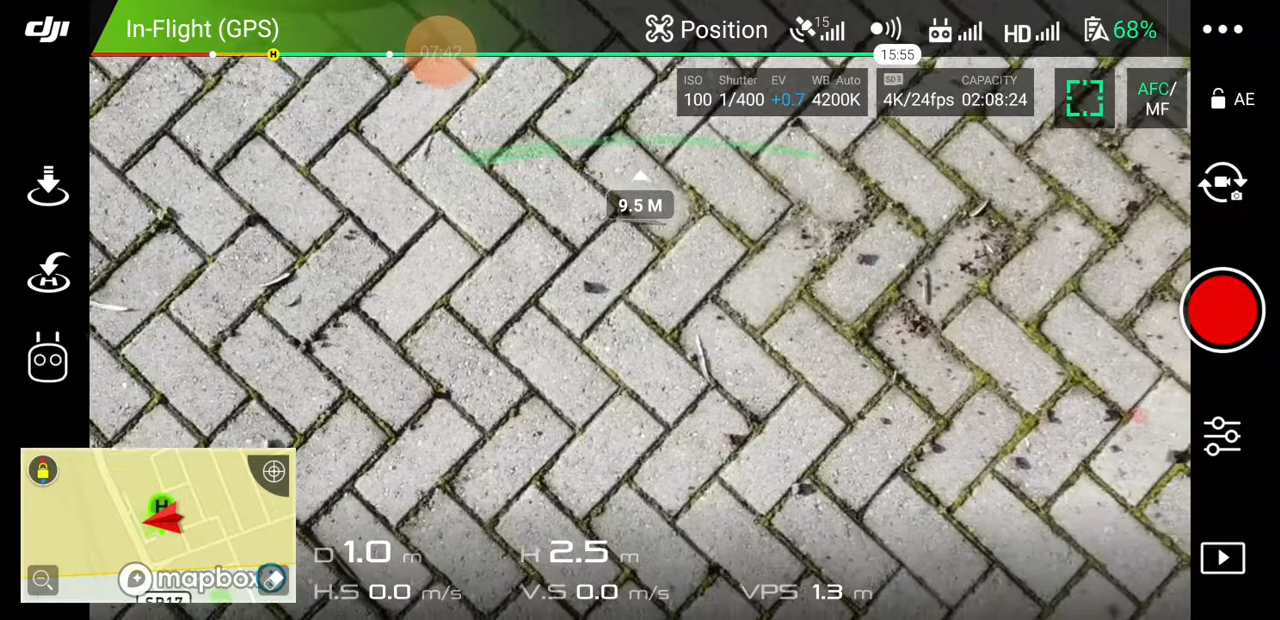 dji
In-Flight (GPS)
07:42
Position
15
HD
68%
15:55
ISO Shutter EV WB Auto
100 1/400 +0.7 4200K
SD CAPACITY
4K/24fps 02:08:24
AFC/
MF
AE
9.5 M
H
H
H
mapbox
SP17
D 1.0 m
H 2.5 m
H.S 0.0 m/s
V.S 0.0 m/s
VPS 1.3 m